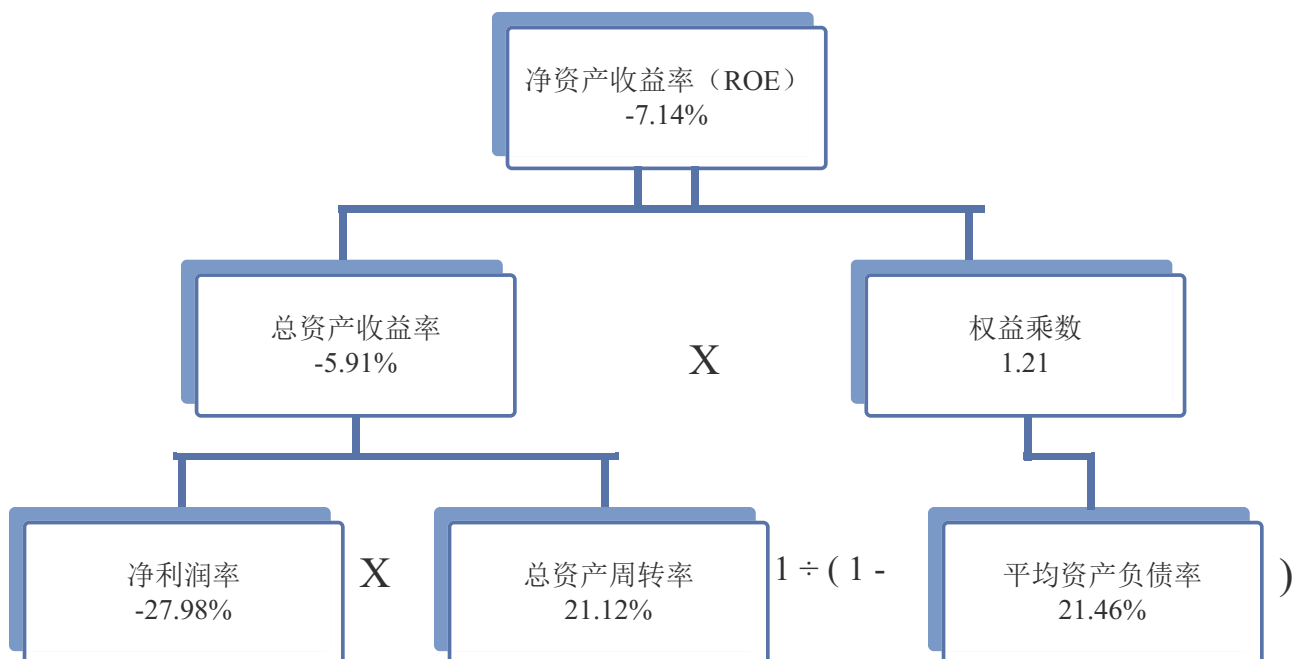 净资产收益率（ROE）
-7.14%
总资产收益率
-5.91%
X
权益乘数
1.21
净利润率
-27.98%
X
总资产周转率
21.12%
1 ÷ ( 1 -
平均资产负债率
21.46%
)